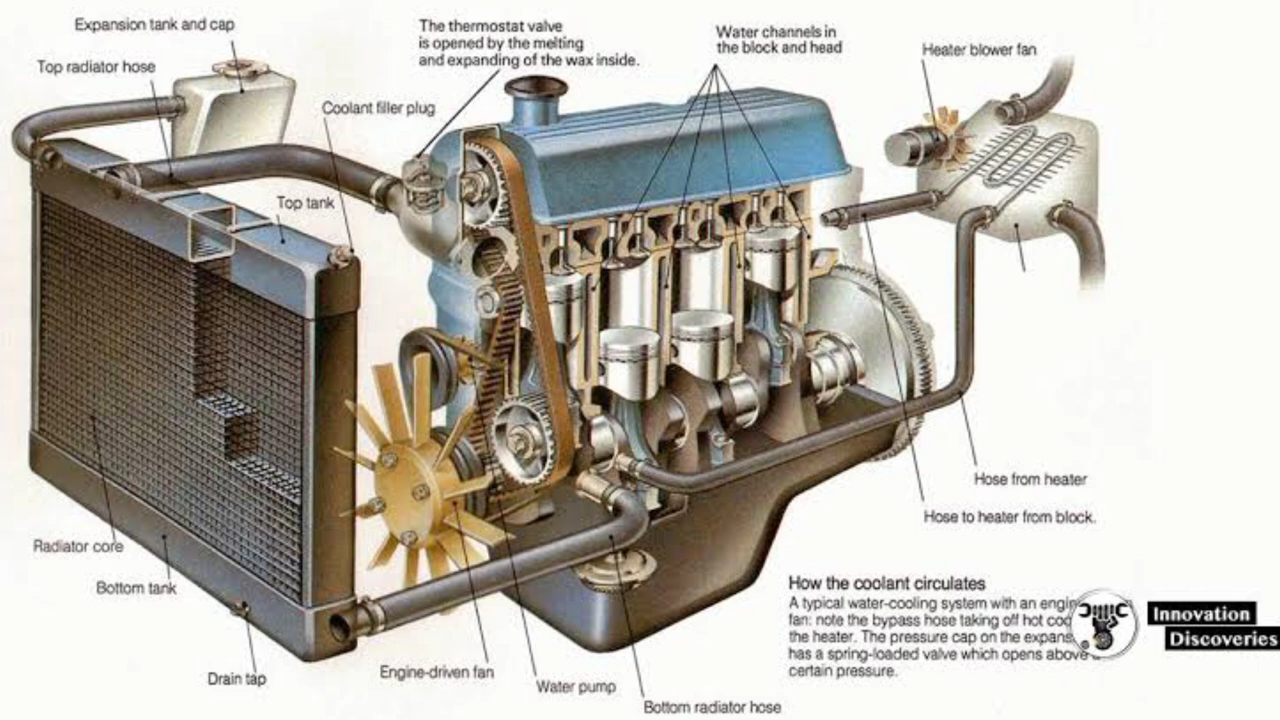 Expansion tank and cap
Top radiator hose
The thermostat valve
is opened by the melting
and expanding of the wax inside.
Coolant filler plug
Water channels in
the block and head
Heater blower fan
Top tank
Radiator core
Bottom tank
Drain tap
Engine-driven fan
Water pump
Bottom radiator hose
Hose from heater
Hose to heater from block.
How the coolant circulates
A typical water-cooling system with an
fan: note the bypass hose taking off hot
the heater. The pressure cap on the
has a spring-loaded valve which opens above a
certain pressure.
Innovation
Discoveries